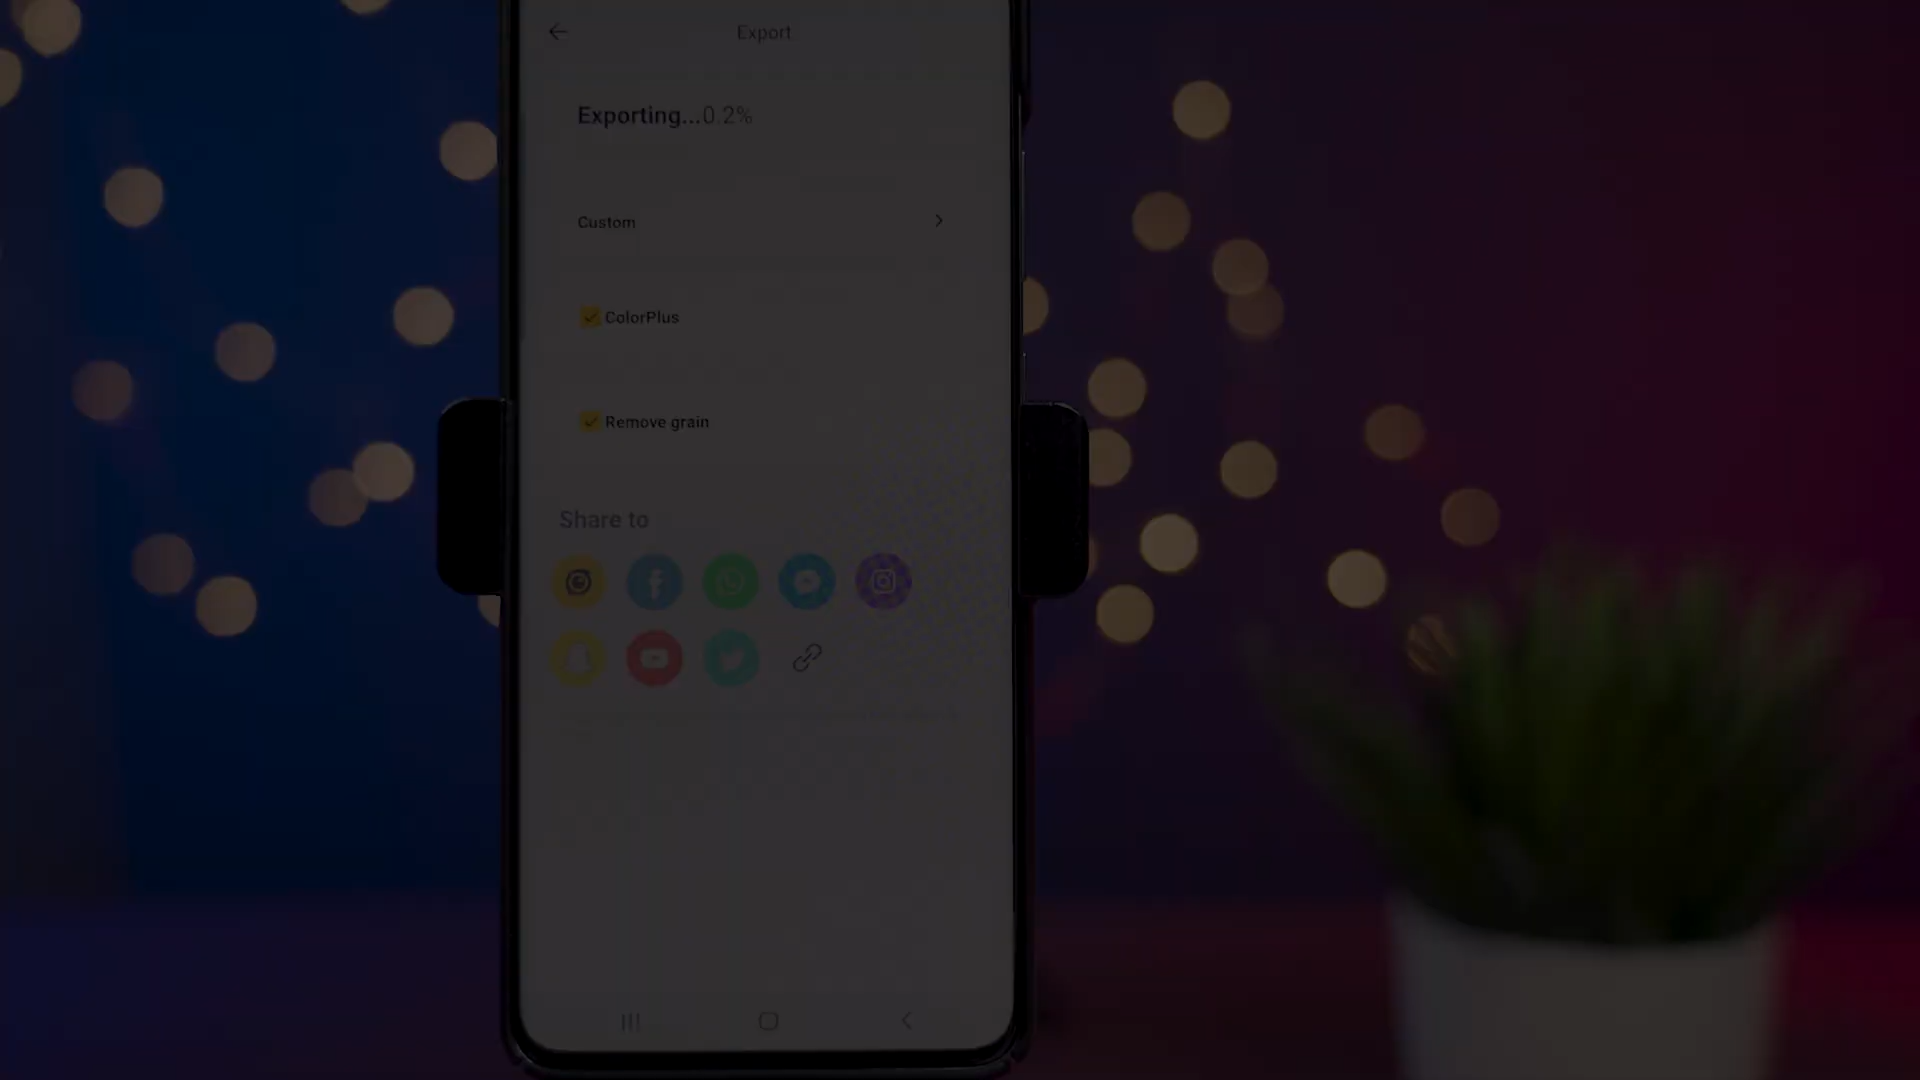 Export
Exporting...0.2%
Custom
ColorPlus
Remove grain
Share to